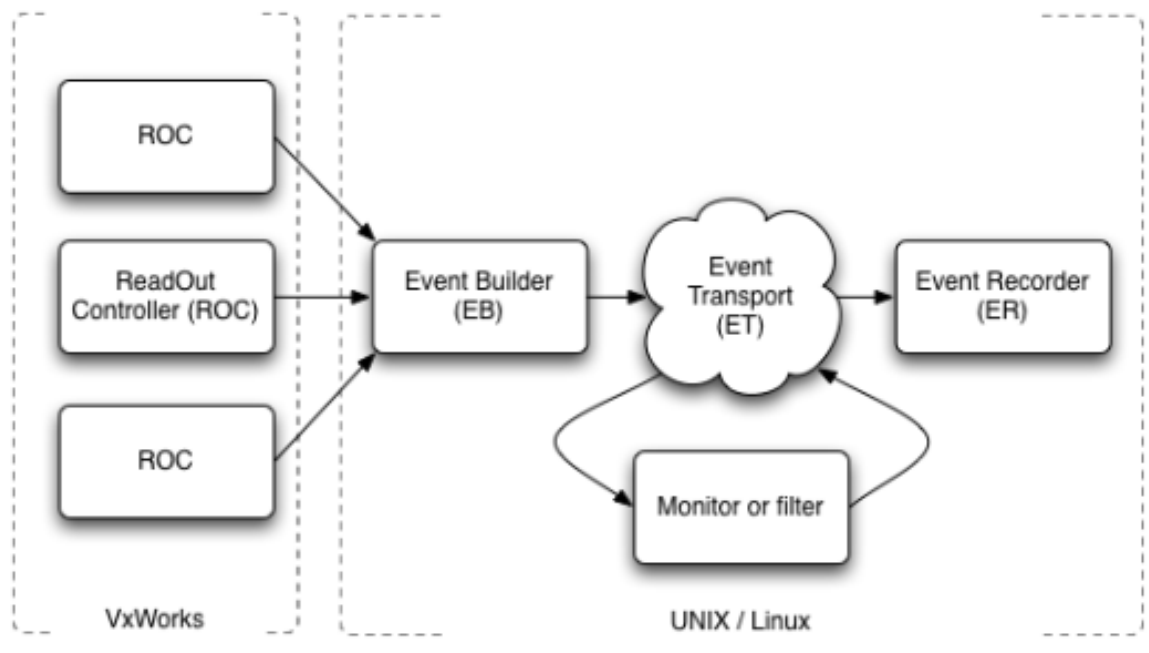 ROC
ReadOut
Controller (ROC)
ROC
VxWorks
Event Builder
(EB)
Event
Transport
(ET)
Event Recorder
(ER)
Monitor or filter
UNIX / Linux